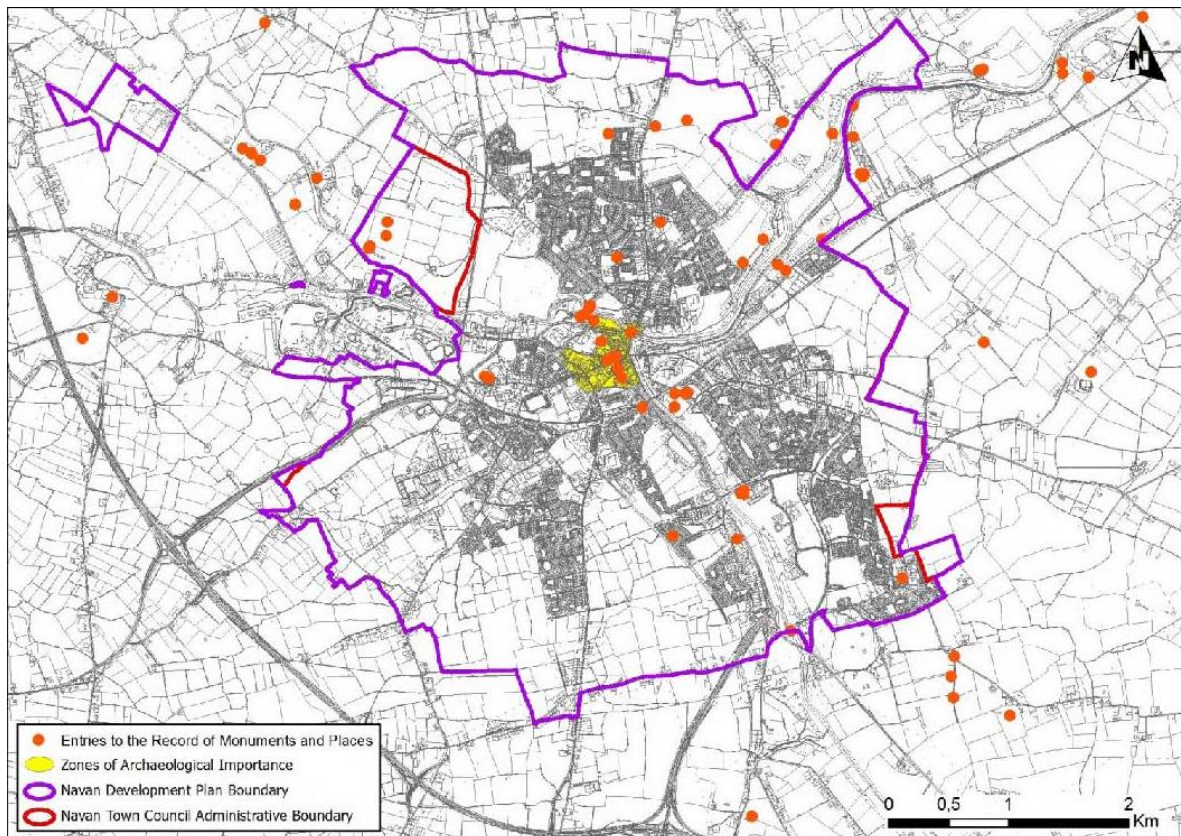 N
Entries to the Record of Monuments and Places
Zones of Archaeological Importance
Navan Development Plan Boundary
Navan Town Council Administrative Boundary
0 0,5 1 2
Km